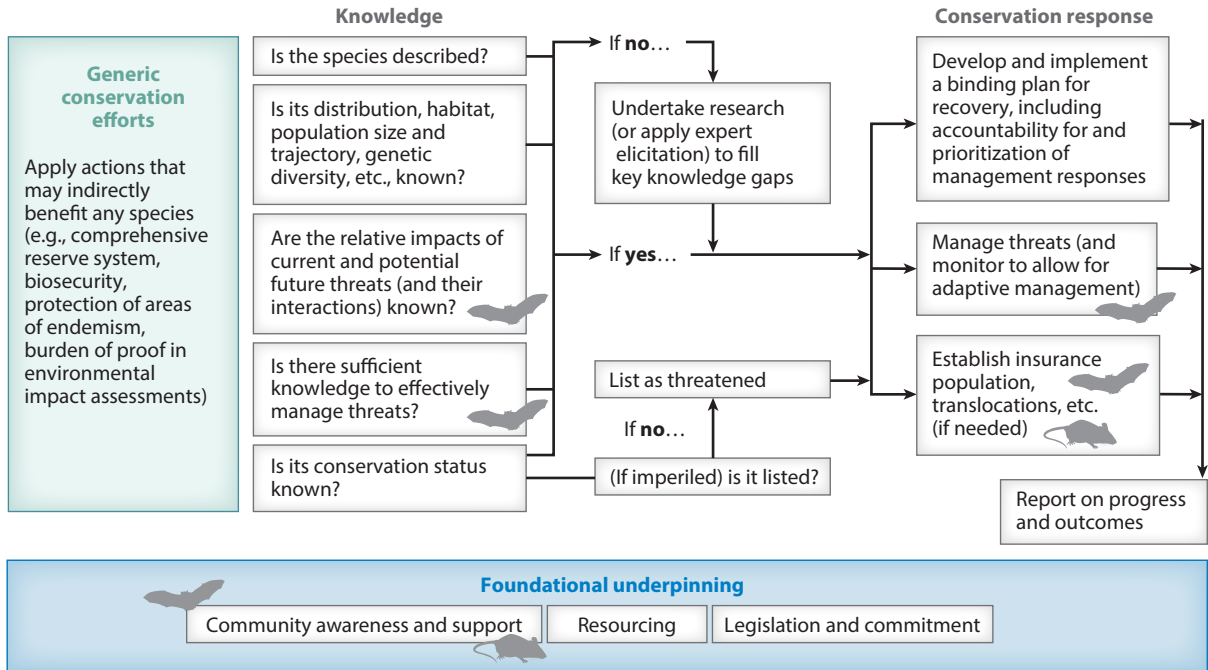 Knowledge
Conservation response
Generic
conservation
efforts
Apply actions that
may indirectly
benefit any species
(e.g., comprehensive
reserve system,
biosecurity,
protection of areas
of endemism,
burden of proof in
environmental
impact assessments)
Is the species described?
Is its distribution, habitat,
population size and
trajectory, genetic
diversity, etc., known?
Are the relative impacts of
current and potential
future threats (and their
interactions) known?
Is there sufficient
knowledge to effectively
manage threats?
Is its conservation status
known?
If no…
Undertake research
(or apply expert
elicitation) to fill
key knowledge gaps
If yes…
List as threatened
If no…
(If imperiled) is it listed?
Develop and implement
a binding plan for
recovery, including
accountability for and
prioritization of
management responses
Manage threats (and
monitor to allow for
adaptive management)
Establish insurance
population,
translocations, etc.
(if needed)
Report on progress
and outcomes
Foundational underpinning
Community awareness and support
Resourcing
Legislation and commitment